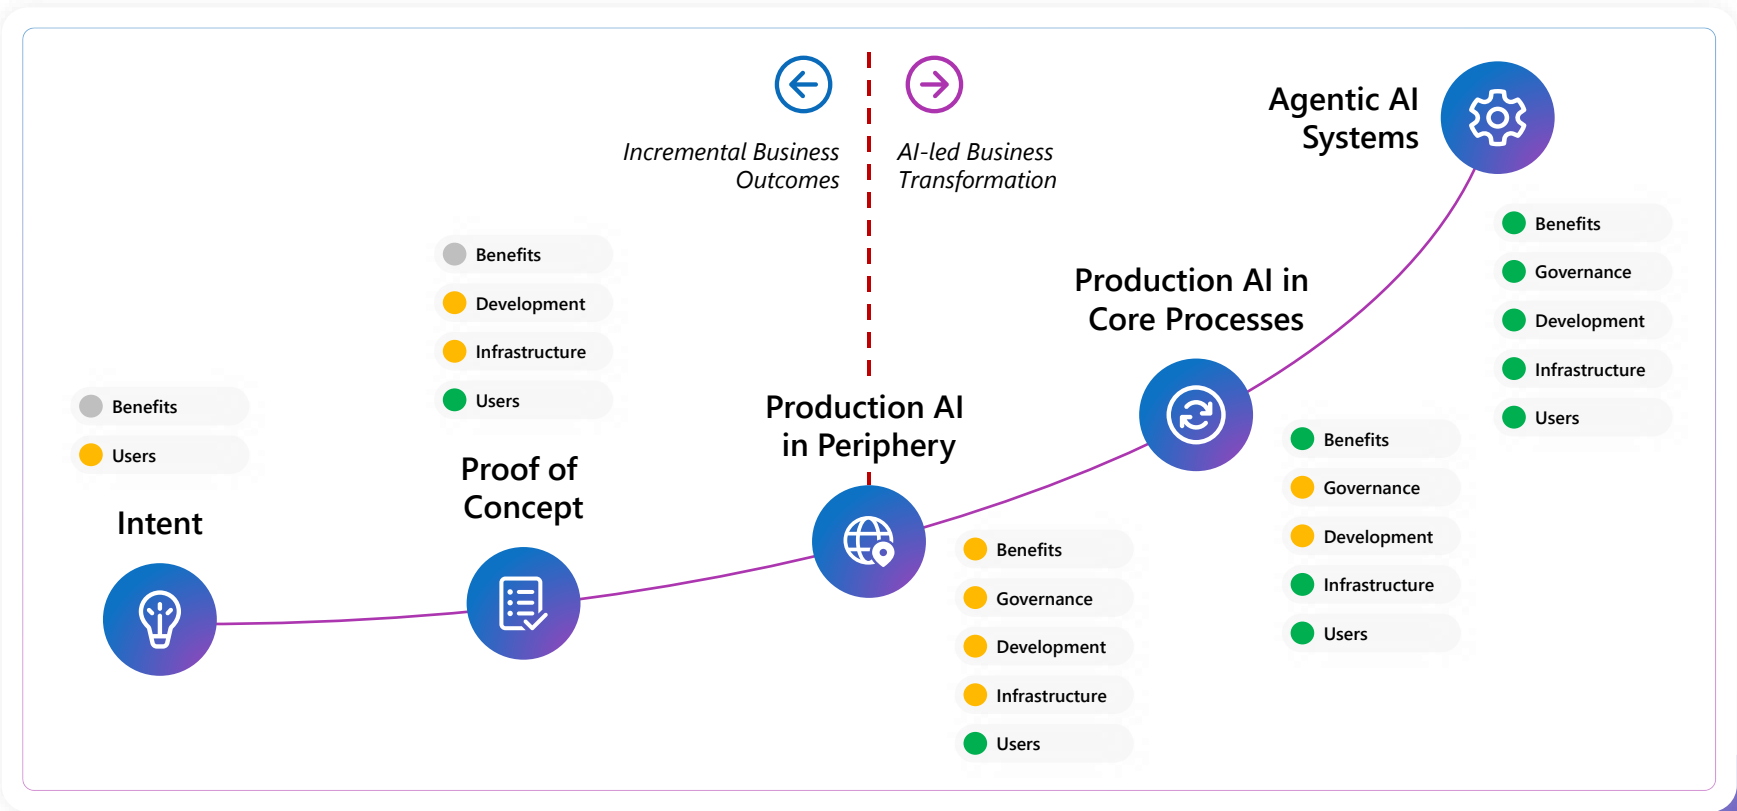 Incremental Business
Outcomes
AI-led Business
Transformation
Benefits
Users
Intent
Benefits
Development
Infrastructure
Users
Proof of
Concept
Production AI
in Periphery
Benefits
Governance
Development
Infrastructure
Users
Production AI in
Core Processes
Benefits
Governance
Development
Infrastructure
Users
Agentic AI
Systems
Benefits
Governance
Development
Infrastructure
Users